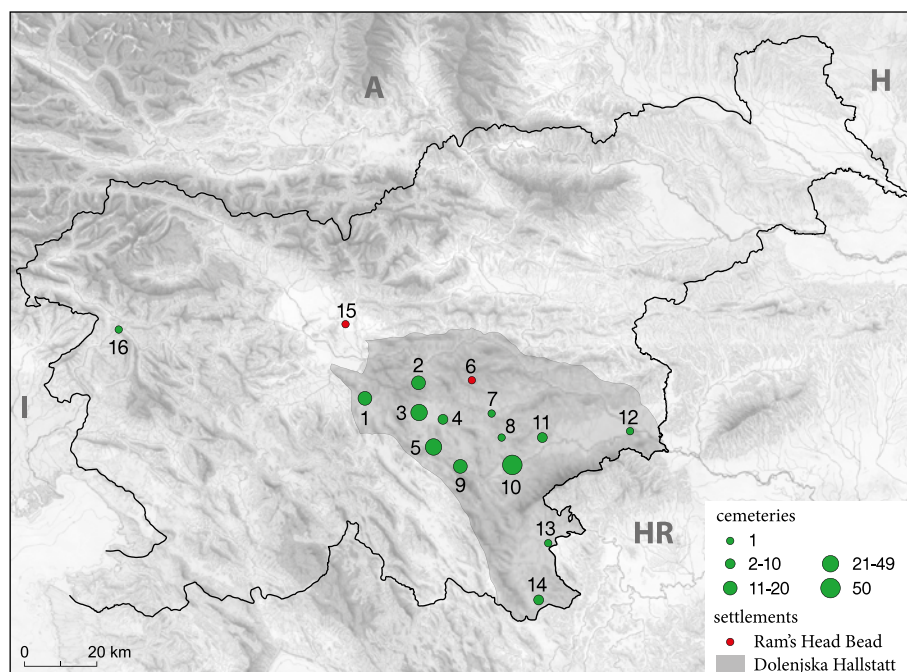 A
H
15
16
2
6
I
1
3
4
7
8
11
12
5
9
10
HR
13
14
cemeteries
1
2-10
21-49
11-20
50
settlements
Ram's Head Bead
Dolenjska Hallstatt
0
20 km